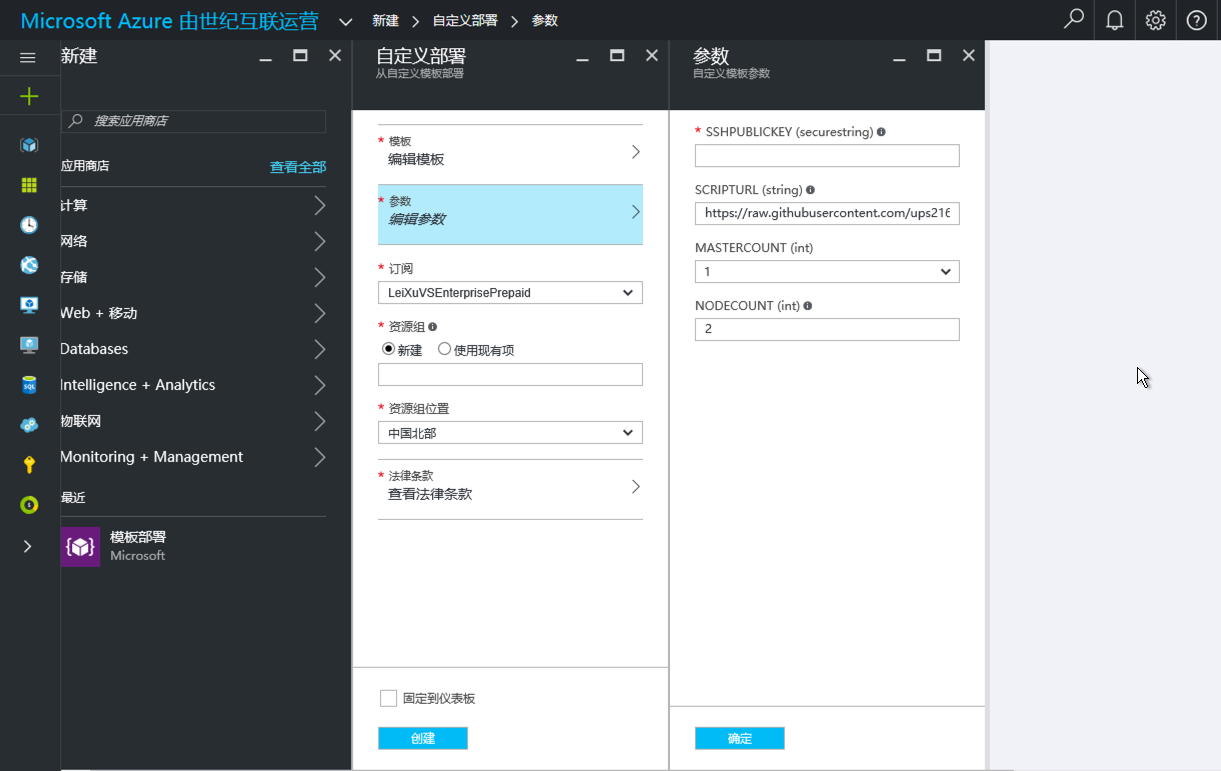 Microsoft Azure 由世纪互联运营 新建 自定义部署 参数
新建
搜索应用商店
应用商店 查看全部
计算
网络
存储
Web + 移动
Databases
Intelligence + Analytics
物联网
Monitoring + Management
最近
模板部署
Microsoft
自定义部署
从自定义模板部署
* 模板
编辑模板
* 参数
编辑参数
* 订阅
LeiXuVSEnterprisePrepaid
* 资源组
新建 使用现有项
* 资源组位置
中国北部
* 法律条款
查看法律条款
固定到仪表板
创建
参数
自定义模板参数
* SSHPUBLICKEY (securestring)
SCRIPTURL (string)
https://raw.githubusercontent.com/ups216
MASTERCOUNT (int)
1
NODECOUNT (int)
2
确定